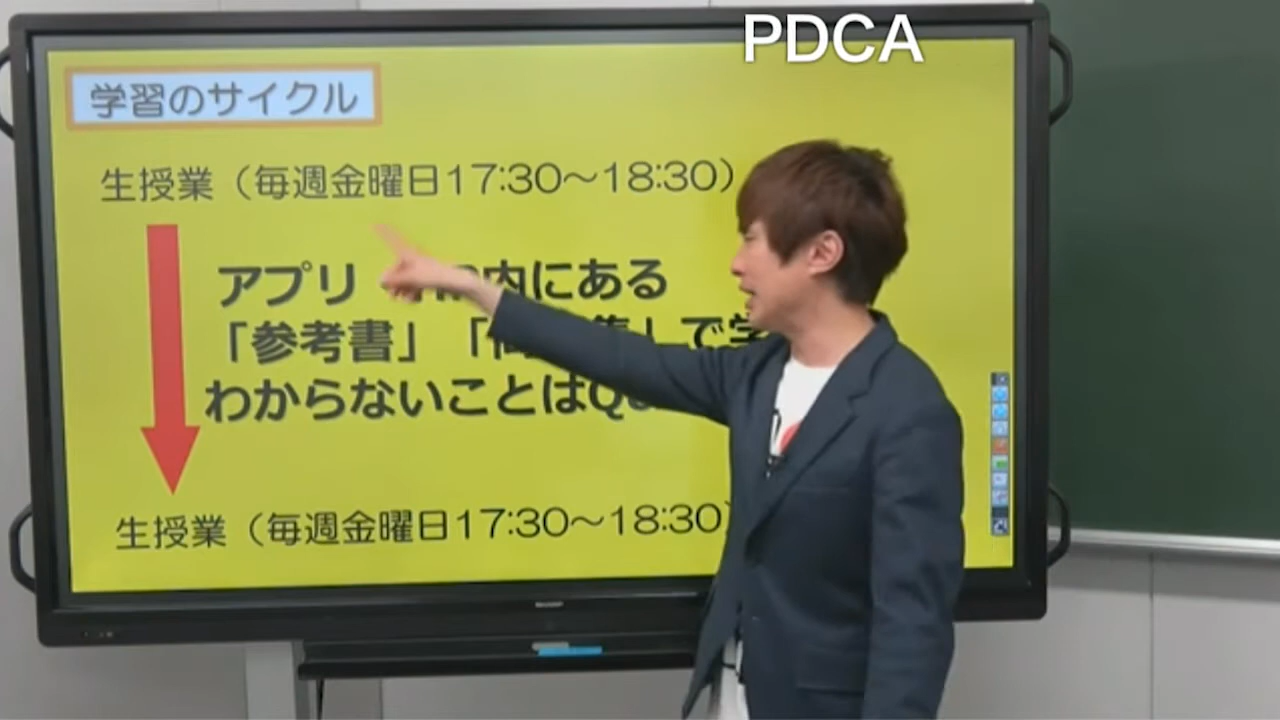 PDCA
学習のサイクル
生授業（毎週金曜日17:30〜18:30）
アプリ 内にある
「参考書」「 」で学
わからないことはQ
生授業（毎週金曜日17:30〜18:30）